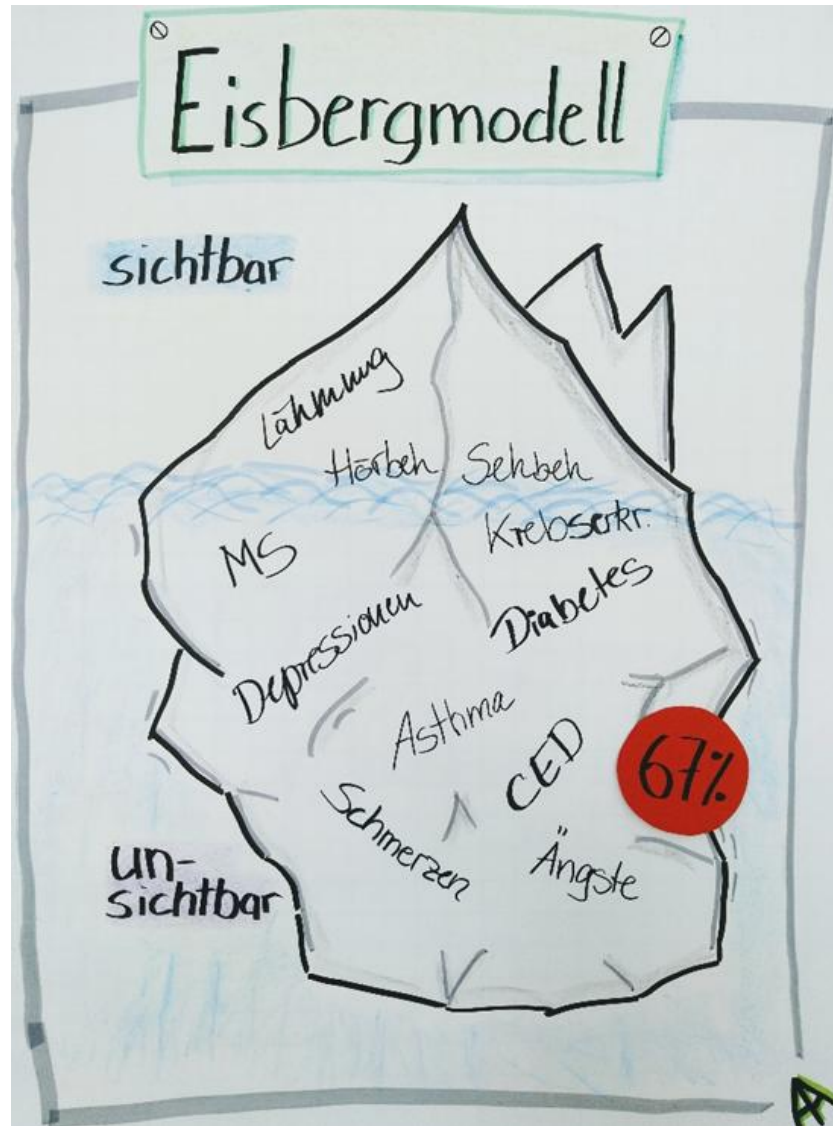 Eisbergmodell
sichtbar
Lähmung
Hörbeh Sehbeh
MS
Krebserkr.
Depressionen
Diabetes
Asthma
CED
67%
Schmerzen
Ängste
un-
sichtbar